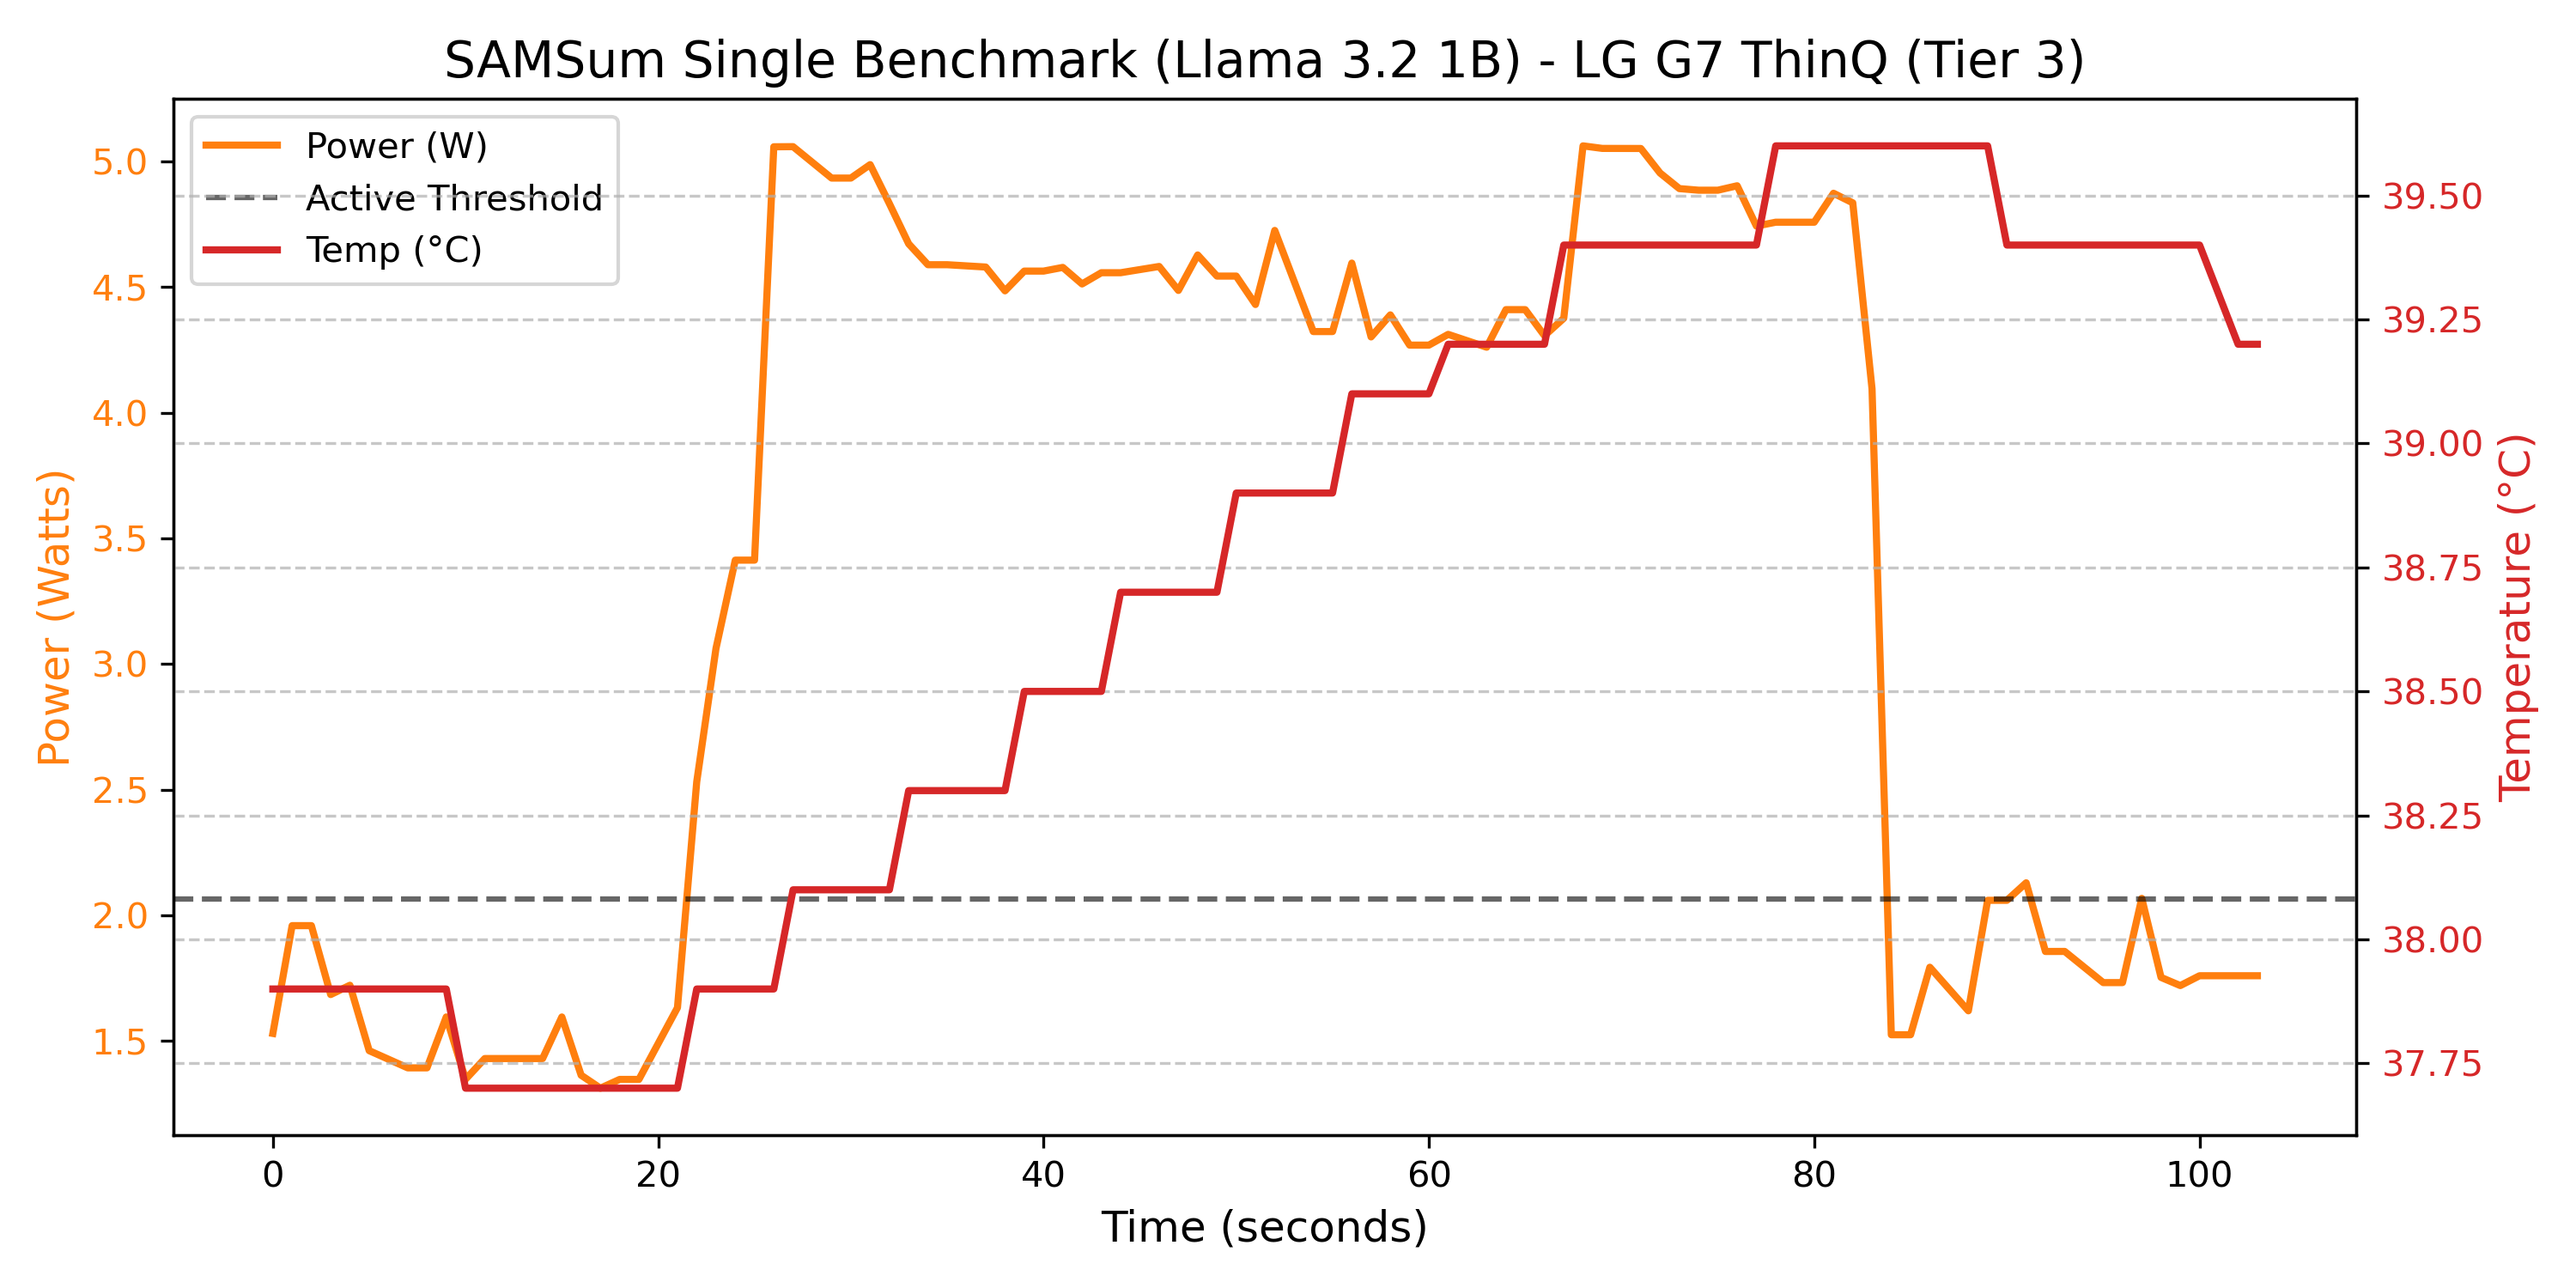 SAMSum Single Benchmark (Llama 3.2 1B) - LG G7 ThinQ (Tier 3)
Power (W)
Active Threshold
Temp (°C)
Power (Watts)
5.0
4.5
4.0
3.5
3.0
2.5
2.0
1.5
39.50
39.25
39.00
38.75
38.50
38.25
38.00
37.75
Temperature (°C)
0 20 40 60 80 100
Time (seconds)